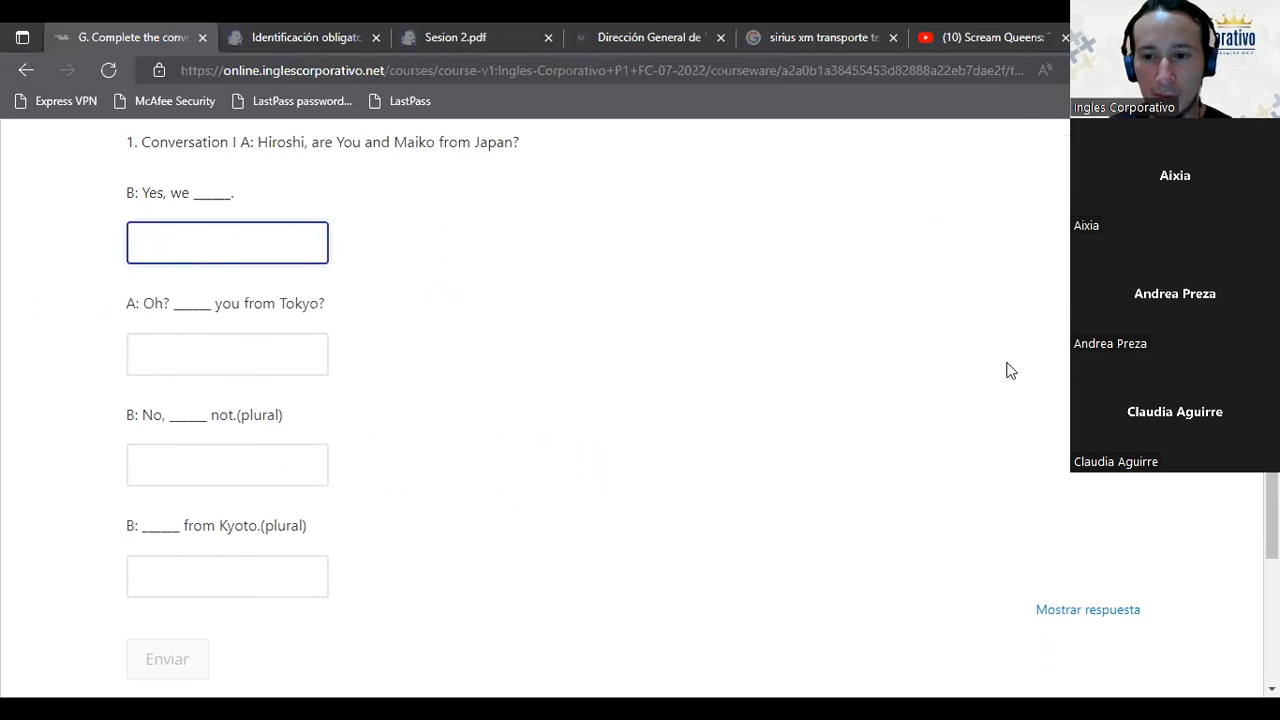 G. Complete the conv
Identificación obligato
Sesion 2.pdf
Dirección General de
sirius xm transporte te
(10) Scream Queens:
https://online.inglescorporativo.net/courses/course-v1:Ingles-Corporativo+P1+FC-07-2022/courseware/a2a0b1a38455453d82888a22eb7dae2f/f...
Express VPN
McAfee Security
LastPass password...
LastPass
1. Conversation I A: Hiroshi, are You and Maiko from Japan?
B: Yes, we ______.
A: Oh? ______ you from Tokyo?
B: No, ______ not.(plural)
B: ______ from Kyoto.(plural)
Mostrar respuesta
Enviar
Ingles Corporativo
Aixia
Aixia
Andrea Preza
Andrea Preza
Claudia Aguirre
Claudia Aguirre